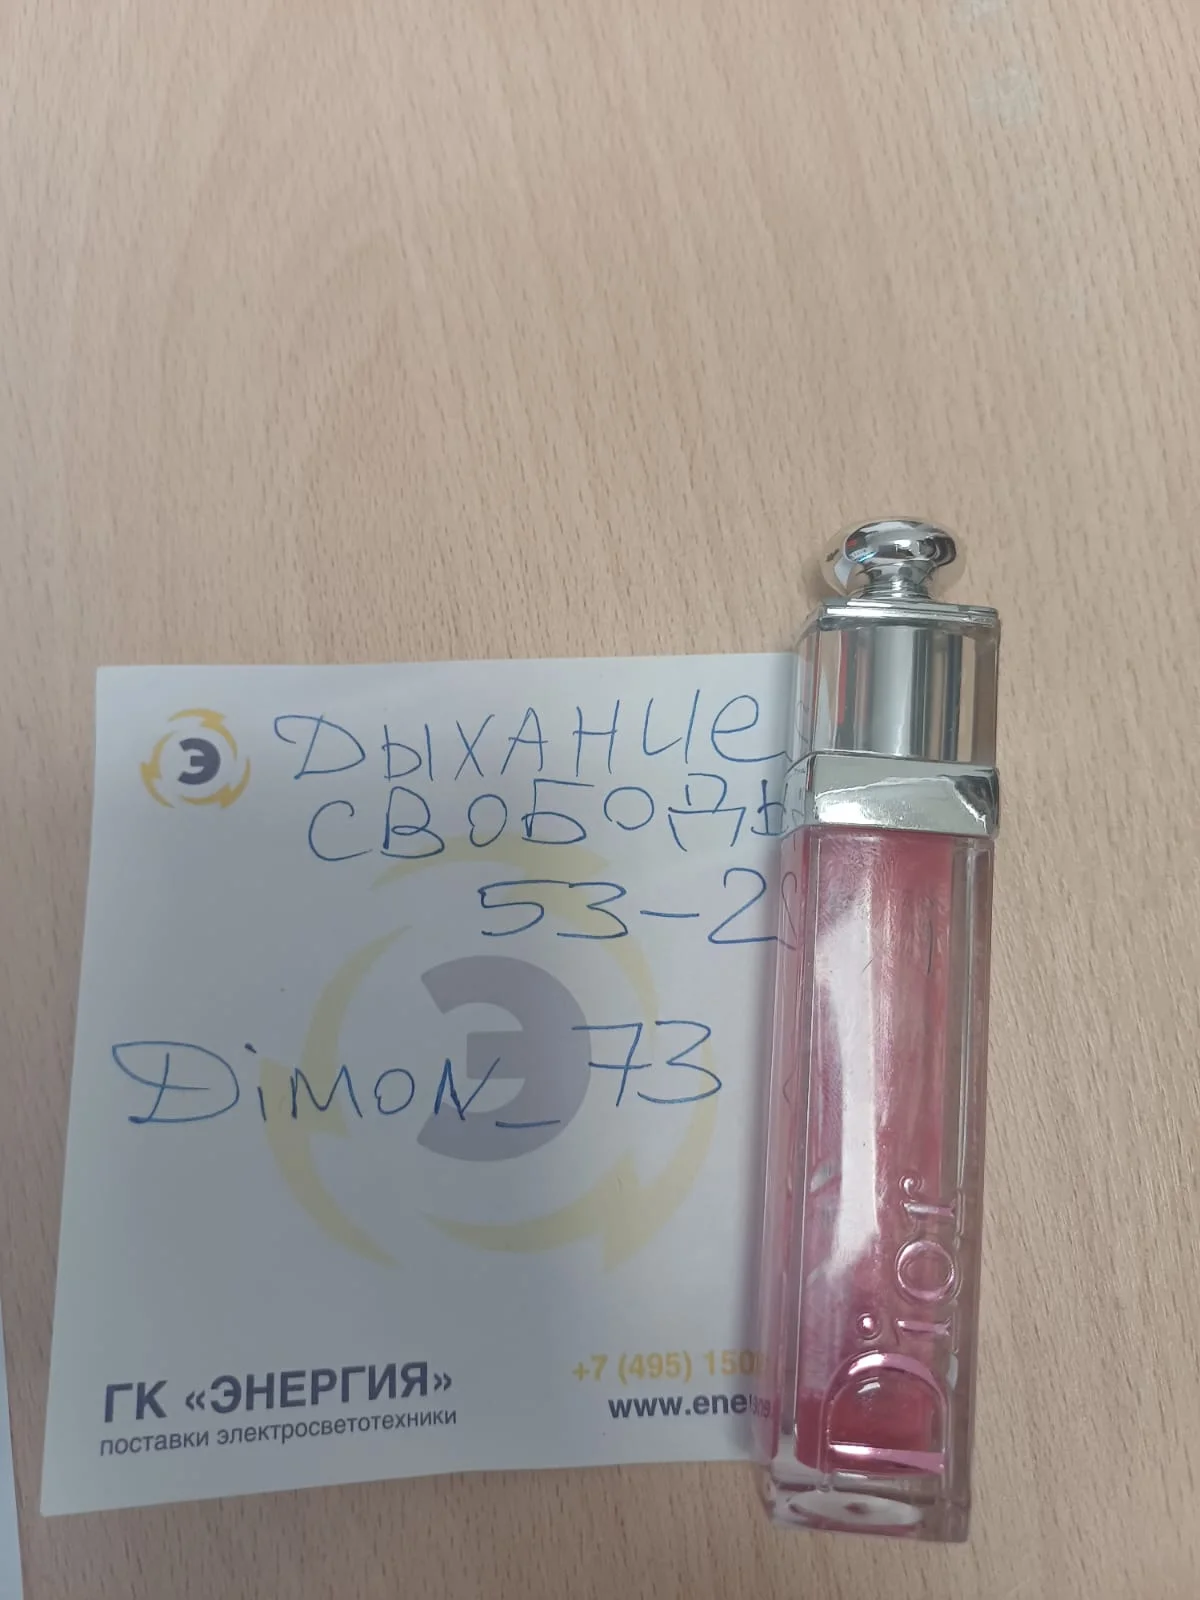 Э
Дыхание
свободы
53-2
Dimon_73
Э
ГК «ЭНЕРГИЯ»
поставки электросветотехники
+7 (495) 150
www.ene
Dior